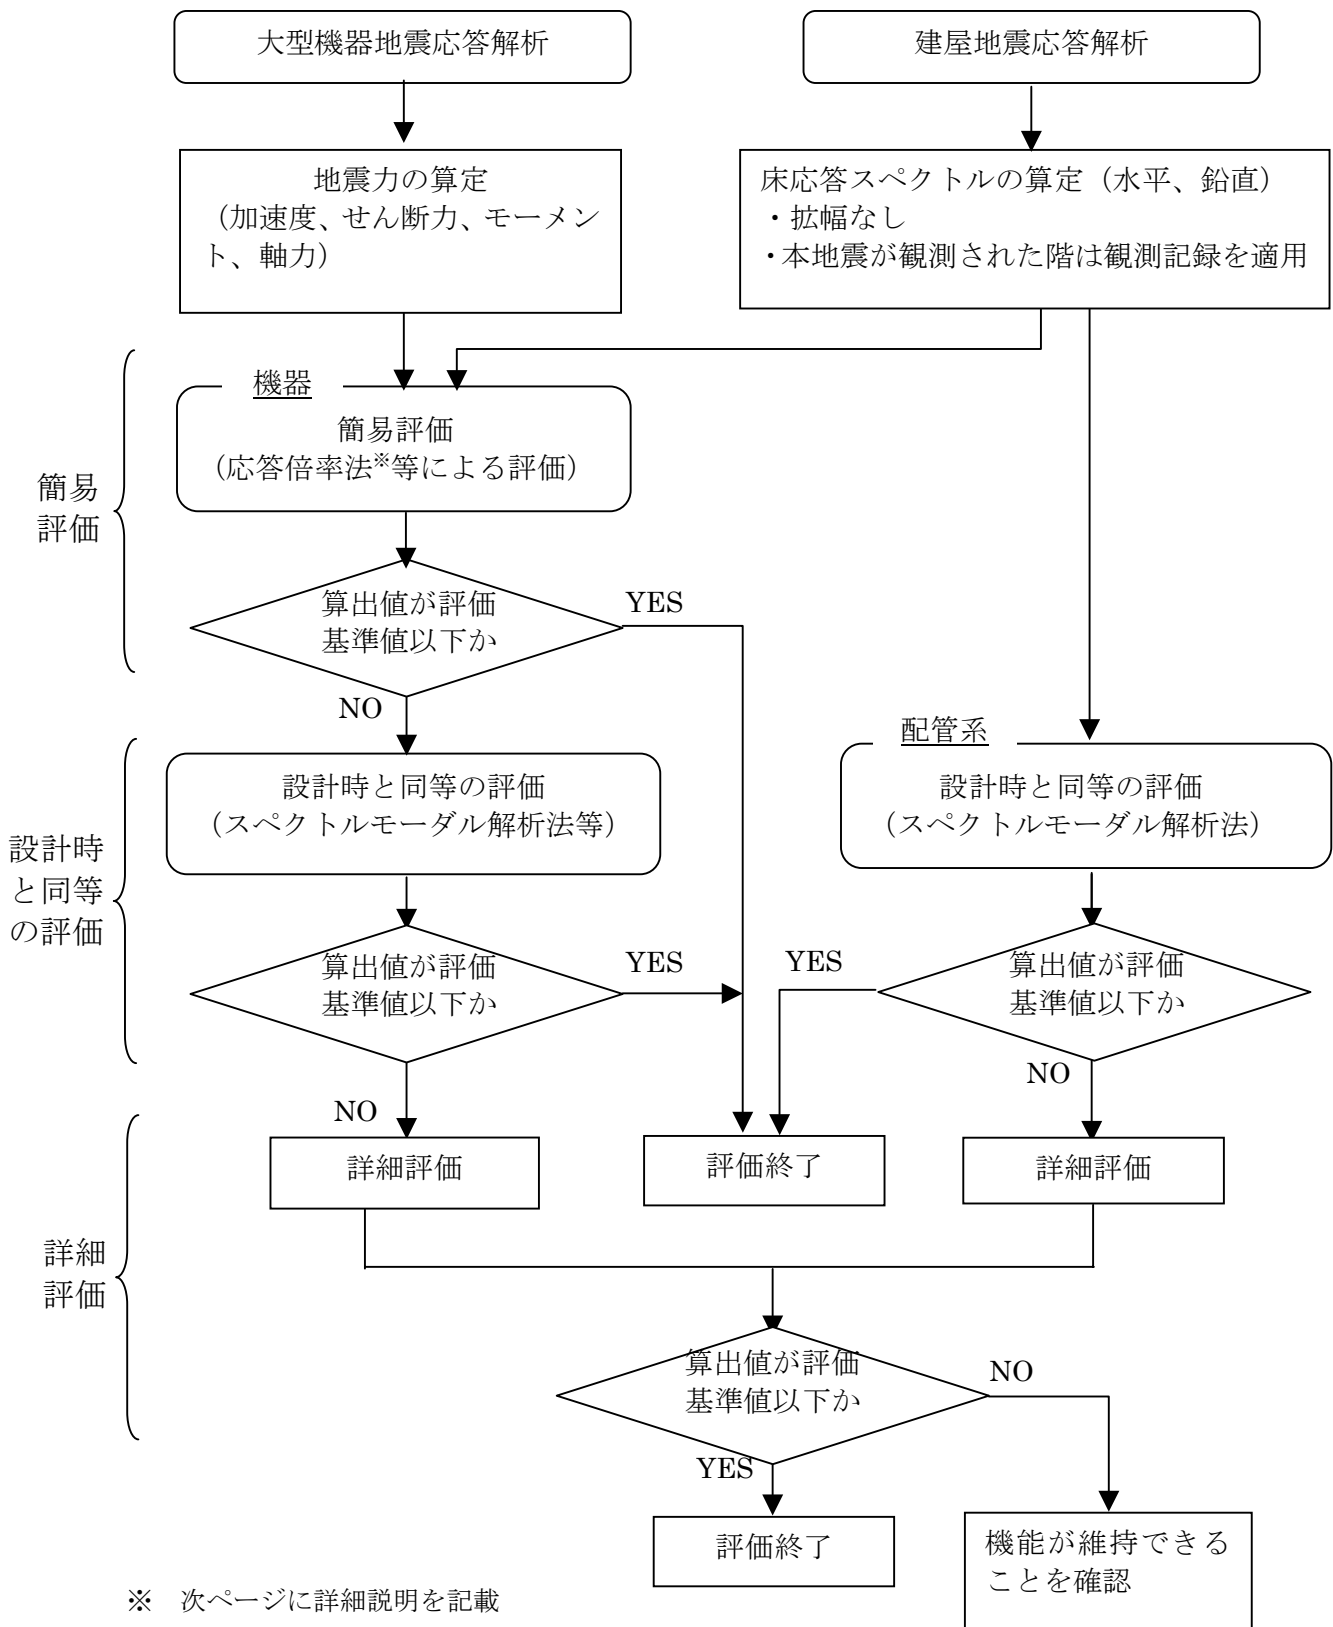 大型機器地震応答解析
建屋地震応答解析
地震力の算定
（加速度、せん断力、モーメン
ト、軸力）
床応答スペクトルの算定（水平、鉛直）
・拡幅なし
・本地震が観測された階は観測記録を適用
機器
簡易評価
（応答倍率法※等による評価）
簡易
評価
算出値が評価
基準値以下か
YES
NO
配管系
設計時と同等の評価
（スペクトルモーダル解析法等）
設計時と同等の評価
（スペクトルモーダル解析法）
設計時
と同等
の評価
算出値が評価
基準値以下か
YES
YES
算出値が評価
基準値以下か
NO
NO
詳細評価
評価終了
詳細評価
詳細
評価
算出値が評価
基準値以下か
NO
YES
評価終了
機能が維持できる
ことを確認
※　次ページに詳細説明を記載